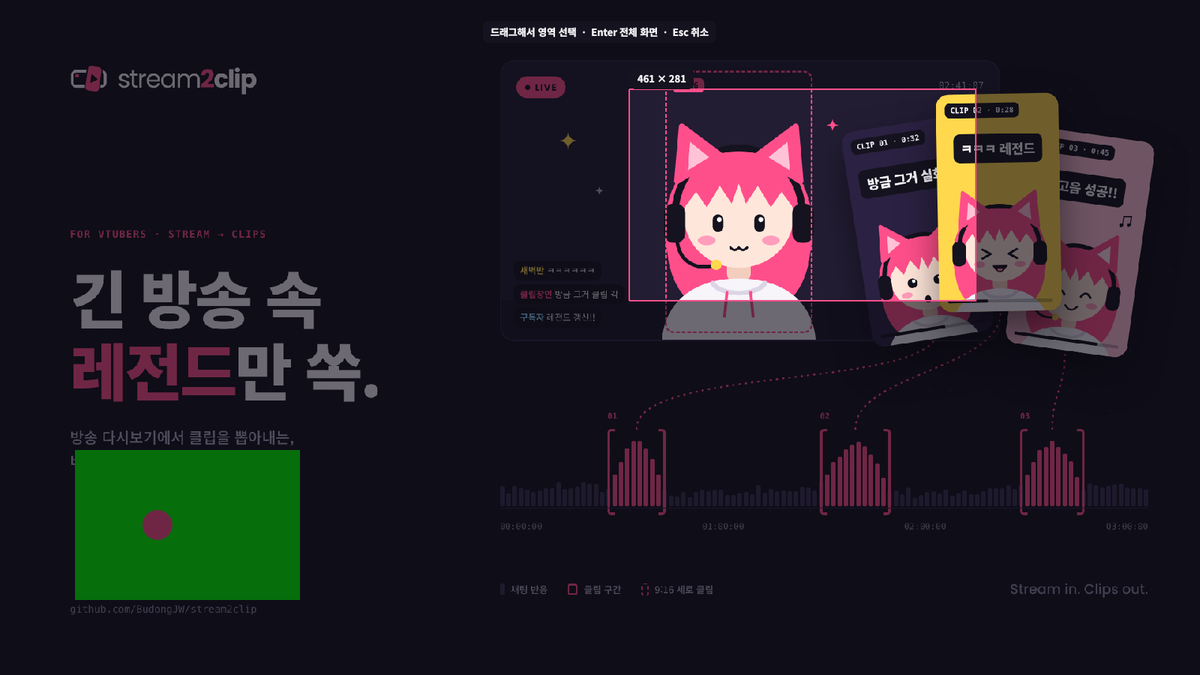 드래그해서 영역 선택 · Enter 전체 화면 · Esc 취소
stream2clip
LIVE
461 × 281
02:41:07
CLIP 01 · 0:32
방금 그거 실화
CLIP 02 · 0:28
ㅋㅋㅋ 레전드
P 03 · 0:45
고음 성공!!
새벽반 ㅋㅋㅋㅋㅋㅋ
클립장인 방금 그거 클립 각
구독자 레전드 갱신!!
FOR VTUBERS · STREAM → CLIPS
긴 방송 속
레전드만 쏙.
방송 다시보기에서 클립을 뽑아내는,
github.com/BudongJW/stream2clip
01
02
03
00:00:00
01:00:00
02:00:00
03:00:00
채팅 반응
클립 구간
9:16 세로 클립
Stream in. Clips out.